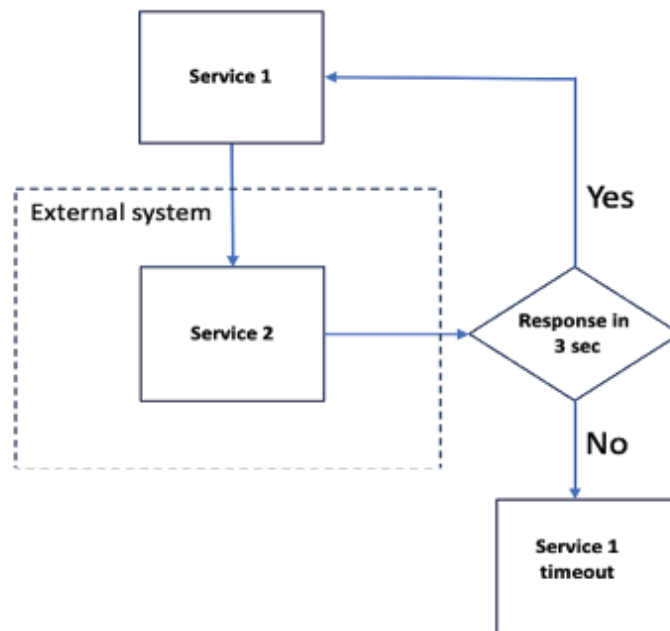 Service 1
External system
Yes
Service 2
Response in
3 sec
No
Service 1
timeout